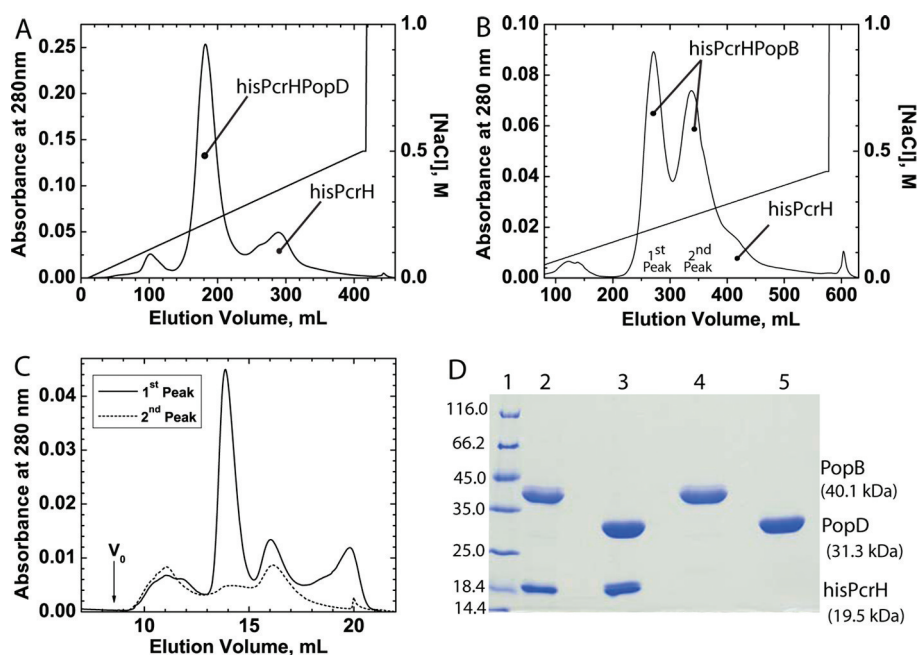 A
Absorbance at 280nm
0.25
0.20
0.15
0.10
0.05
0.00
hisPcrHPopD
hisPcrH
1.0
0.5
0.0
[NaCl], M
0 100 200 300 400
Elution Volume, mL
B
Absorbance at 280 nm
0.10
0.08
0.06
0.04
0.02
0.00
hisPcrHPopB
hisPcrH
1st Peak
2nd Peak
1.0
0.5
0.0
[NaCl], M
100 200 300 400 500 600
Elution Volume, mL
C
Absorbance at 280 nm
0.04
0.03
0.02
0.01
0.00
1st Peak
2nd Peak
V0
10 15 20
Elution Volume, mL
D
1 2 3 4 5
116.0
66.2
45.0
35.0
25.0
18.4
14.4
PopB
(40.1 kDa)
PopD
(31.3 kDa)
hisPcrH
(19.5 kDa)